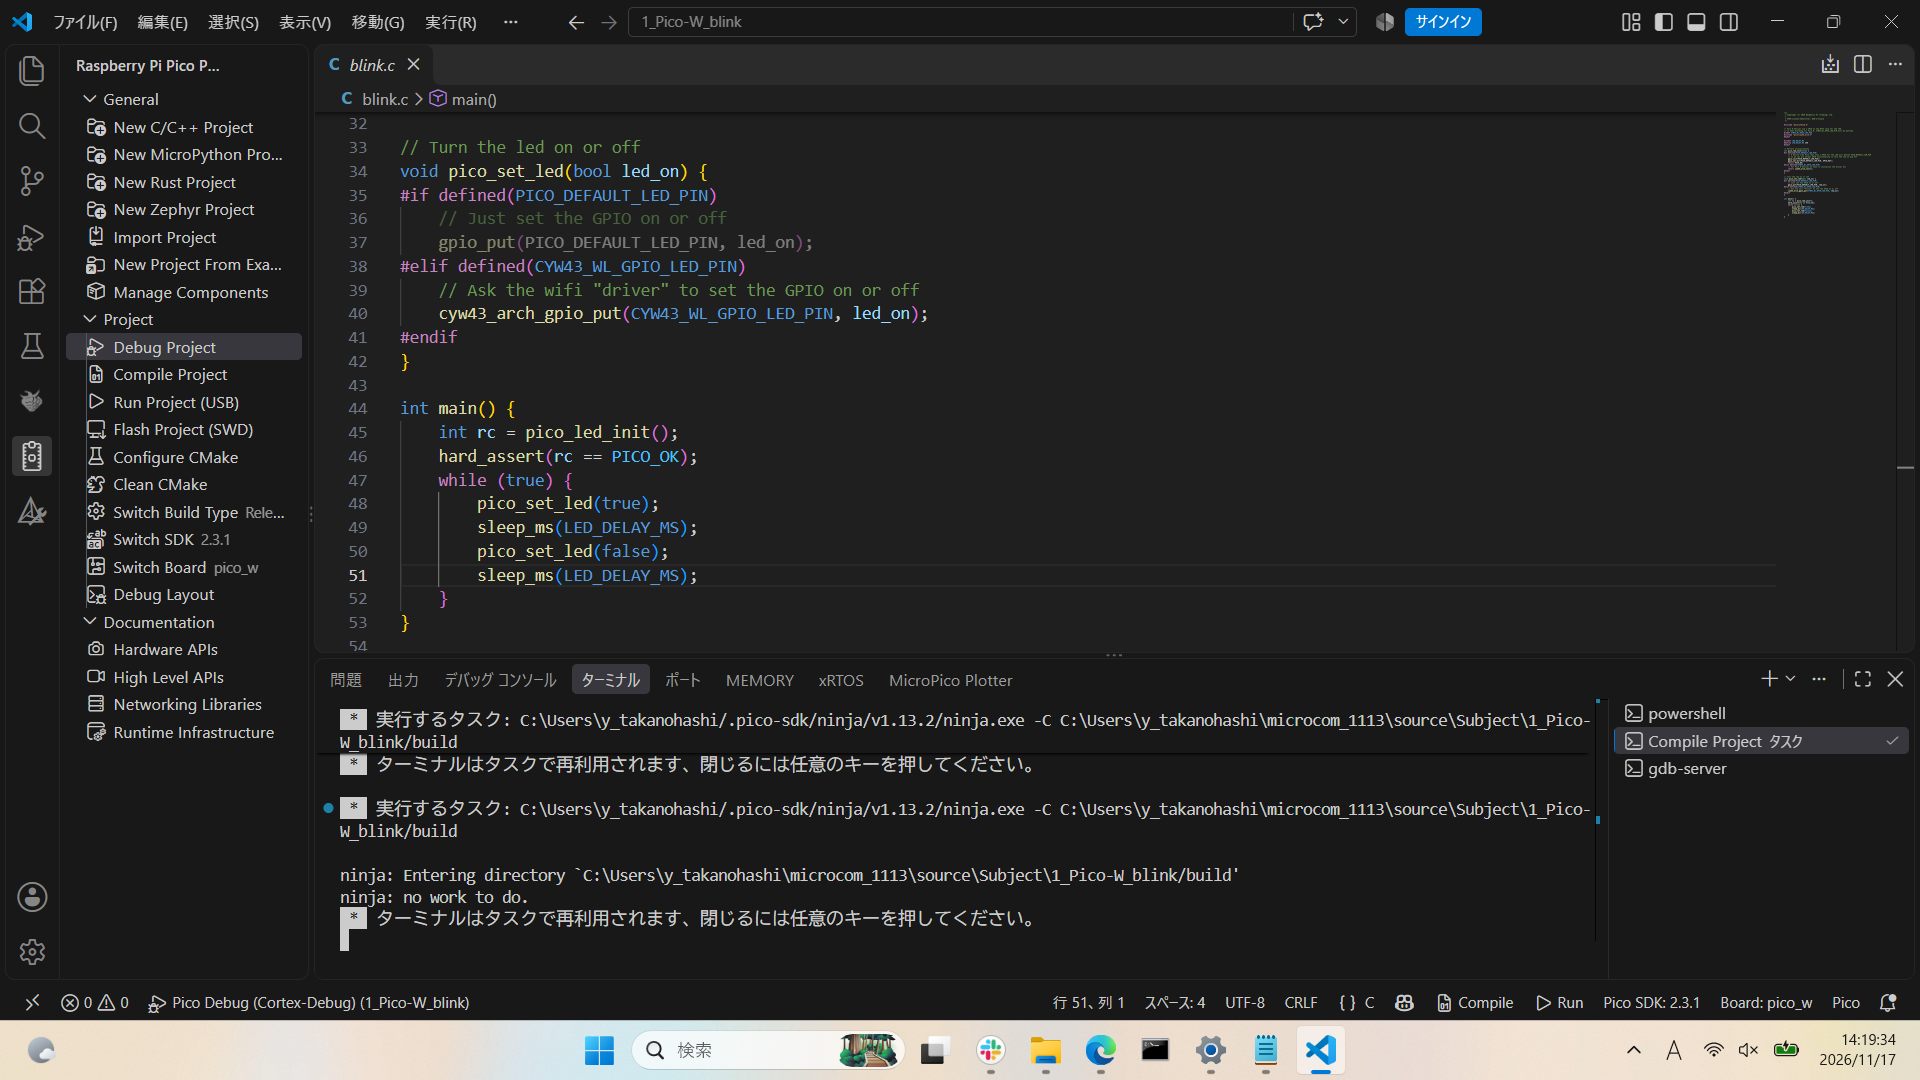 ファイル(F) 編集(E) 選択(S) 表示(V) 移動(G) 実行(R) ··· 1_Pico-W_blink サインイン
Raspberry Pi Pico P...
General
New C/C++ Project
New MicroPython Pro...
New Rust Project
New Zephyr Project
Import Project
New Project From Exa...
Manage Components
Project
Debug Project
Compile Project
Run Project (USB)
Flash Project (SWD)
Configure CMake
Clean CMake
Switch Build Type Rele...
Switch SDK 2.3.1
Switch Board pico_w
Debug Layout
Documentation
Hardware APIs
High Level APIs
Networking Libraries
Runtime Infrastructure
C blink.c
C blink.c > main()
32
33 // Turn the led on or off
34 void pico_set_led(bool led_on) {
35 #if defined(PICO_DEFAULT_LED_PIN)
36 // Just set the GPIO on or off
37 gpio_put(PICO_DEFAULT_LED_PIN, led_on);
38 #elif defined(CYW43_WL_GPIO_LED_PIN)
39 // Ask the wifi "driver" to set the GPIO on or off
40 cyw43_arch_gpio_put(CYW43_WL_GPIO_LED_PIN, led_on);
41 #endif
42 }
43
44 int main() {
45 int rc = pico_led_init();
46 hard_assert(rc == PICO_OK);
47 while (true) {
48 pico_set_led(true);
49 sleep_ms(LED_DELAY_MS);
50 pico_set_led(false);
51 sleep_ms(LED_DELAY_MS);
52 }
53 }
54
問題 出力 デバッグ コンソール ターミナル ポート MEMORY xRTOS MicroPico Plotter
* 実行するタスク: C:\Users\y_takanohashi/.pico-sdk/ninja/v1.13.2/ninja.exe -C C:\Users\y_takanohashi\microcom_1113\source\Subject\1_Pico-
W_blink/build
* ターミナルはタスクで再利用されます、閉じるには任意のキーを押してください。
* 実行するタスク: C:\Users\y_takanohashi/.pico-sdk/ninja/v1.13.2/ninja.exe -C C:\Users\y_takanohashi\microcom_1113\source\Subject\1_Pico-
W_blink/build
ninja: Entering directory `C:\Users\y_takanohashi\microcom_1113\source\Subject\1_Pico-W_blink/build'
ninja: no work to do.
* ターミナルはタスクで再利用されます、閉じるには任意のキーを押してください。
powershell
Compile Project タスク
gdb-server
0 0 Pico Debug (Cortex-Debug) (1_Pico-W_blink) 行 51、列 1 スペース: 4 UTF-8 CRLF { } C Compile Run Pico SDK: 2.3.1 Board: pico_w Pico
検索
A
14:19:34
2026/11/17